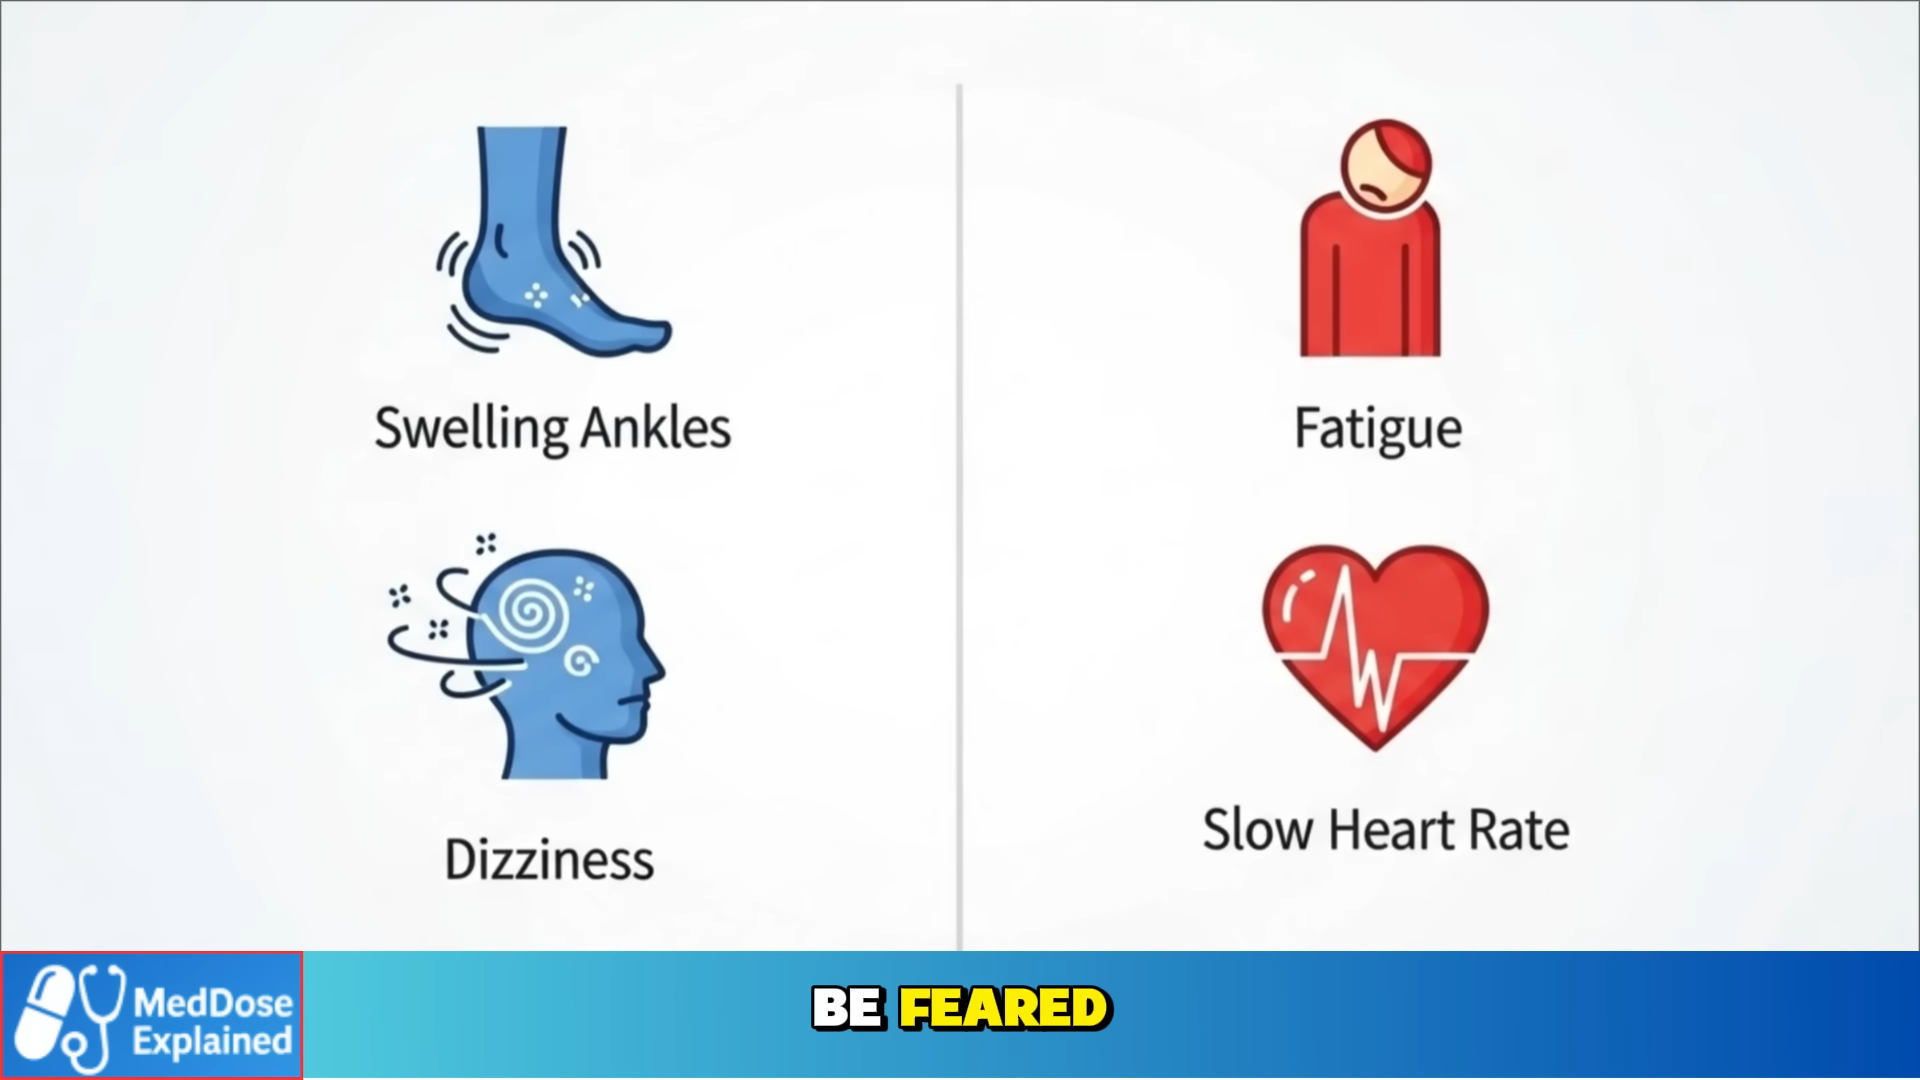 Swelling Ankles
Fatigue
Dizziness
Slow Heart Rate
MedDose
Explained
BE FEARED